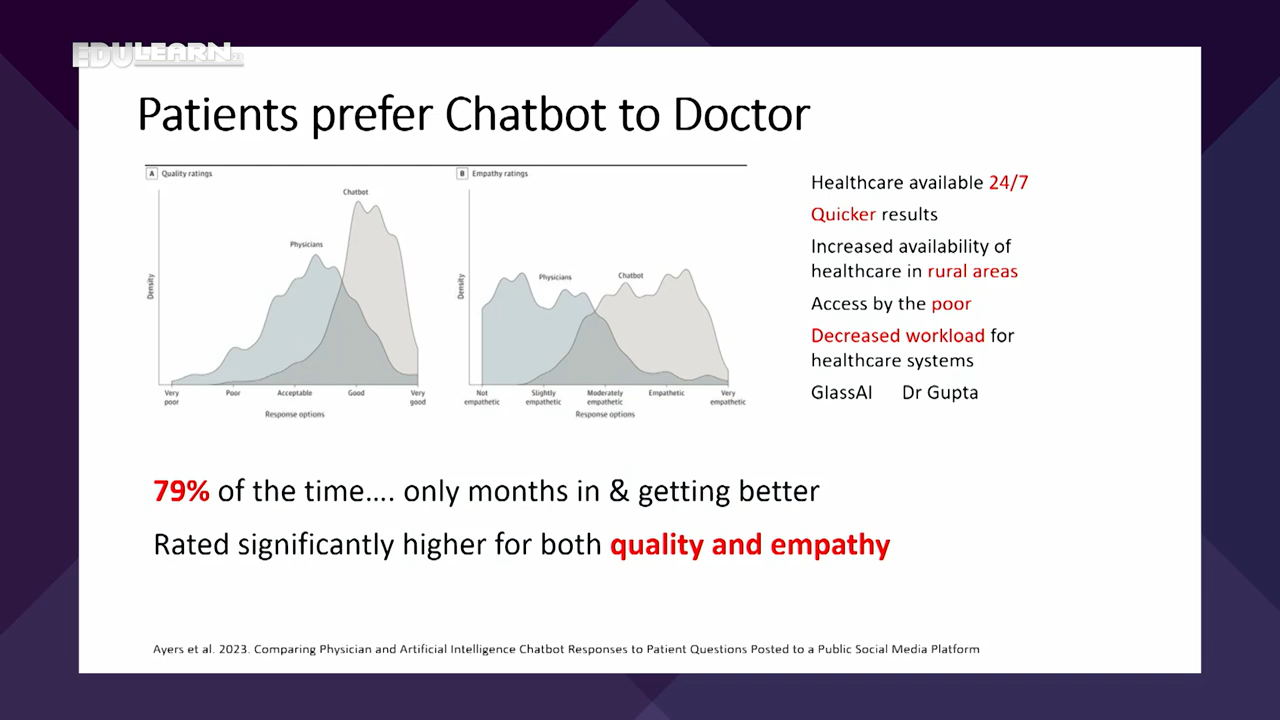 EDULEARN
Patients prefer Chatbot to Doctor
A Quality ratings
Chatbot
Physicians
Density
Very poor
Poor
Acceptable
Good
Very good
Response options
B Empathy ratings
Physicians
Chatbot
Density
Not empathetic
Slightly empathetic
Moderately empathetic
Empathetic
Very empathetic
Response options
Healthcare available 24/7
Quicker results
Increased availability of
healthcare in rural areas
Access by the poor
Decreased workload for
healthcare systems
GlassAI Dr Gupta
79% of the time.... only months in & getting better
Rated significantly higher for both quality and empathy
Ayers et al. 2023. Comparing Physician and Artificial Intelligence Chatbot Responses to Patient Questions Posted to a Public Social Media Platform